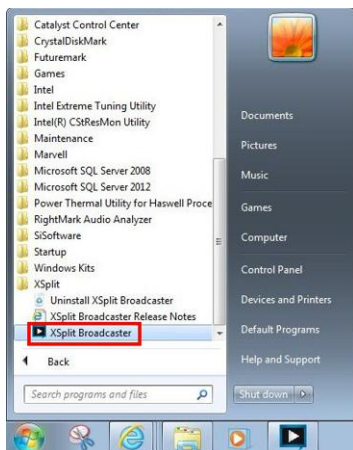 Catalyst Control Center
CrystalDiskMark
Futuremark
Games
Intel
Intel Extreme Tuning Utility
Intel(R) CStResMon Utility
Maintenance
Marvell
Microsoft SQL Server 2008
Microsoft SQL Server 2012
Power Thermal Utility for Haswell Proce
RightMark Audio Analyzer
SiSoftware
Startup
Windows Kits
XSplit
Uninstall XSplit Broadcaster
XSplit Broadcaster Release Notes
XSplit Broadcaster
Back
Search programs and files
Documents
Pictures
Music
Games
Computer
Control Panel
Devices and Printers
Default Programs
Help and Support
Shut down